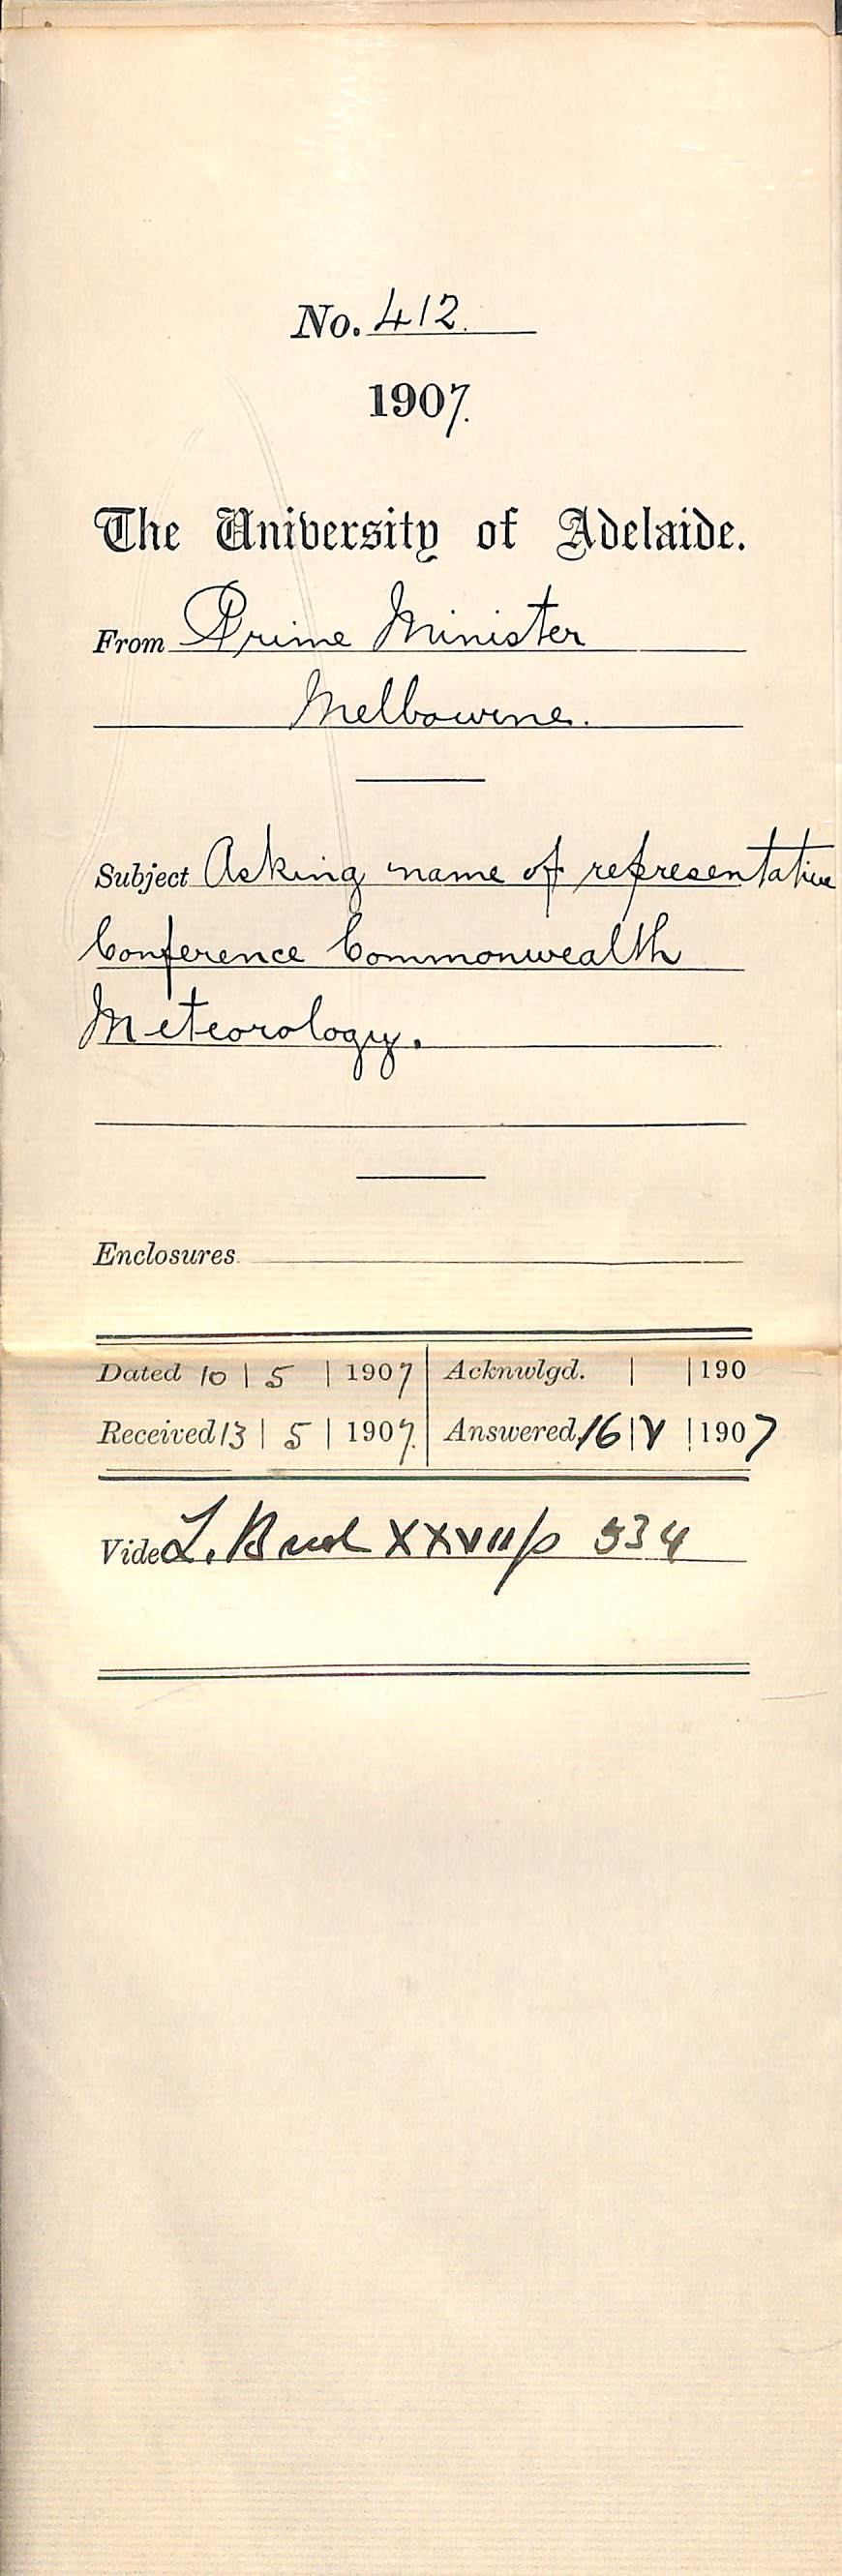 No. 412.
1907.
The University of Adelaide.
From Prime Minister
Melbourne.
Subject Asking name of representative
Conference Commonwealth
Meteorology.
Enclosures
Dated 10 | 5 | 1907 Acknwlgd. | | 190
Received 13 | 5 | 1907. Answered 16 | V | 1907
Vide L. XXVII p 534